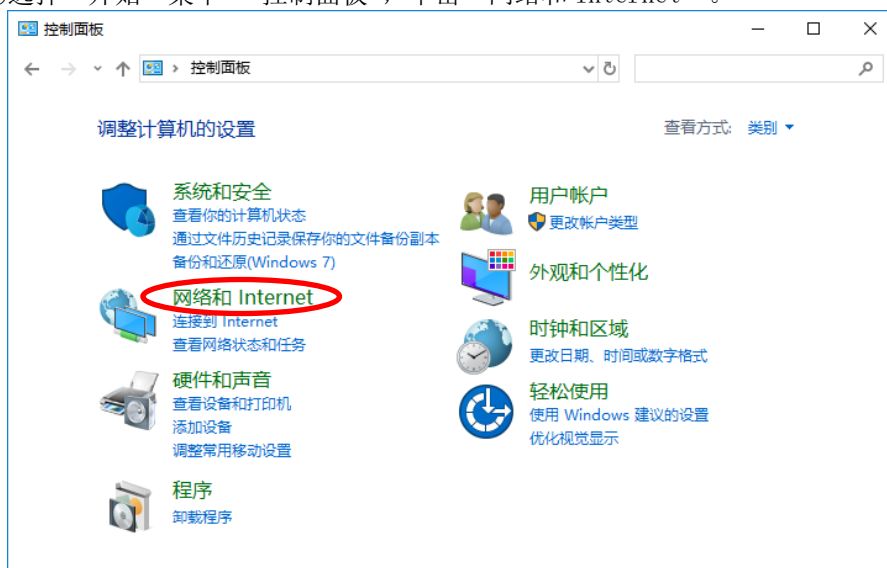 控制面板
控制面板
调整计算机的设置
查看方式: 类别
系统和安全
查看你的计算机状态
通过文件历史记录保存你的文件备份副本
备份和还原(Windows 7)
网络和 Internet
连接到 Internet
查看网络状态和任务
硬件和声音
查看设备和打印机
添加设备
调整常用移动设置
程序
卸载程序
用户帐户
更改帐户类型
外观和个性化
时钟和区域
更改日期、时间或数字格式
轻松使用
使用 Windows 建议的设置
优化视觉显示